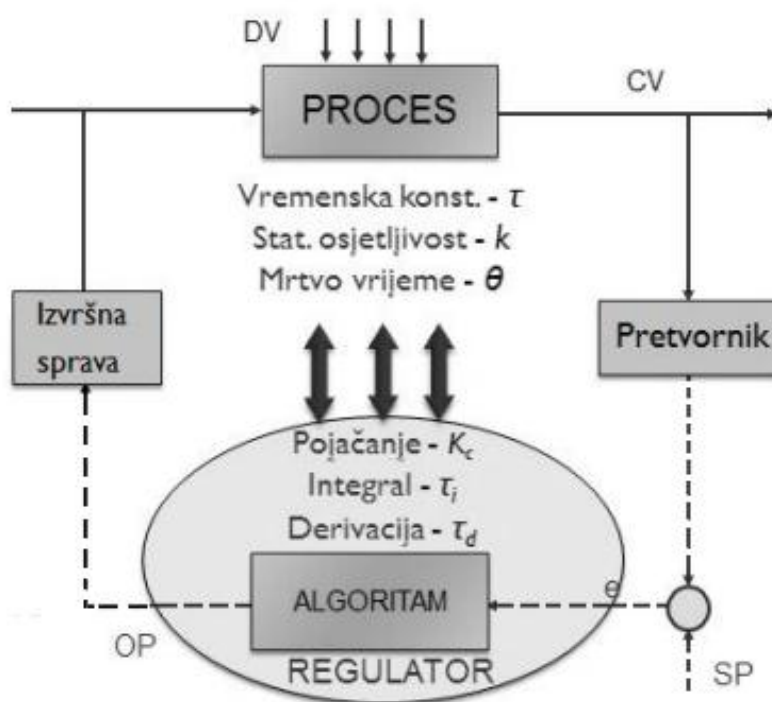 DV
PROCES
CV
Vremenska konst. - τ
Stat. osjetljivost - k
Mrtvo vrijeme - θ
Izvršna
sprava
Pretvornik
Pojačanje - Kc
Integral - τi
Derivacija - τd
ALGORITAM
e
OP
REGULATOR
SP